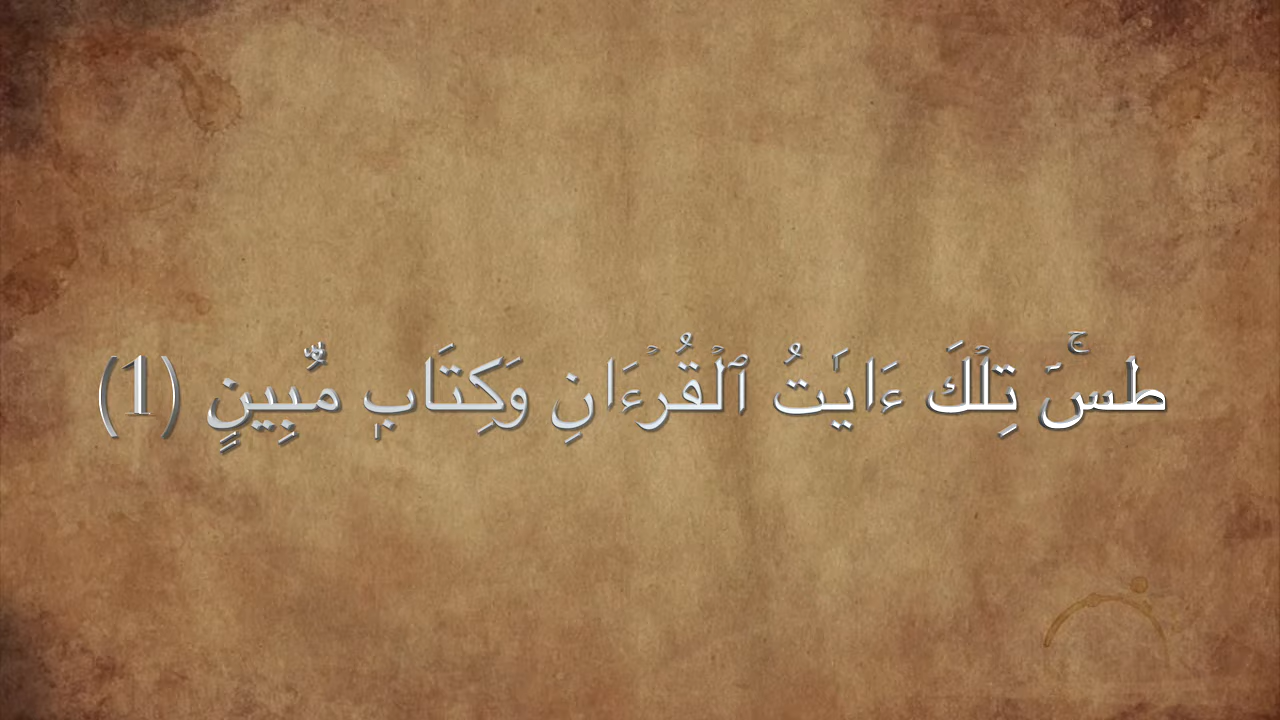 طسٓۚ تِلۡكَ ءَايَٰتُ ٱلۡقُرۡءَانِ وَكِتَابٖ مُّبِينٍ (1)